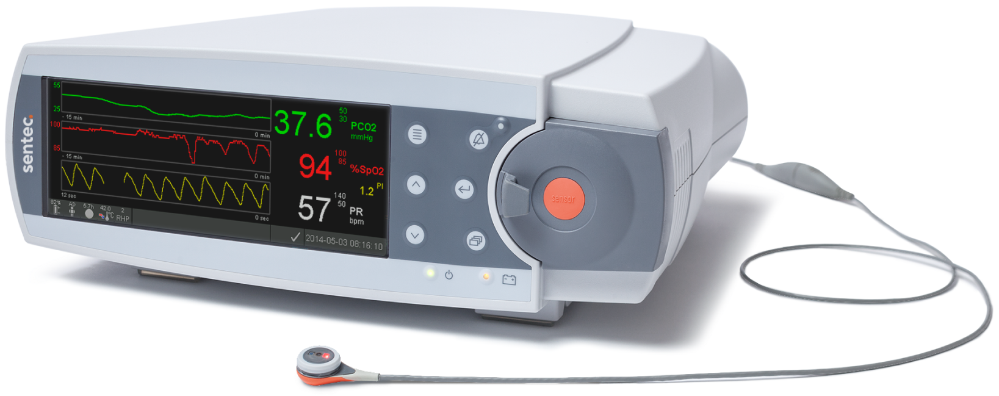 sentec.
55
25
- 15 min
0 min
37.6
50
30
PCO2
mmHg
100
85
- 15 min
0 min
94
100
85
%SpO2
1.2 PI
12 sec
0 sec
57
140
50
PR
bpm
82% AD 5.7h 42.0 °C 2
RHP
2014-05-03 08:16:10
sensor